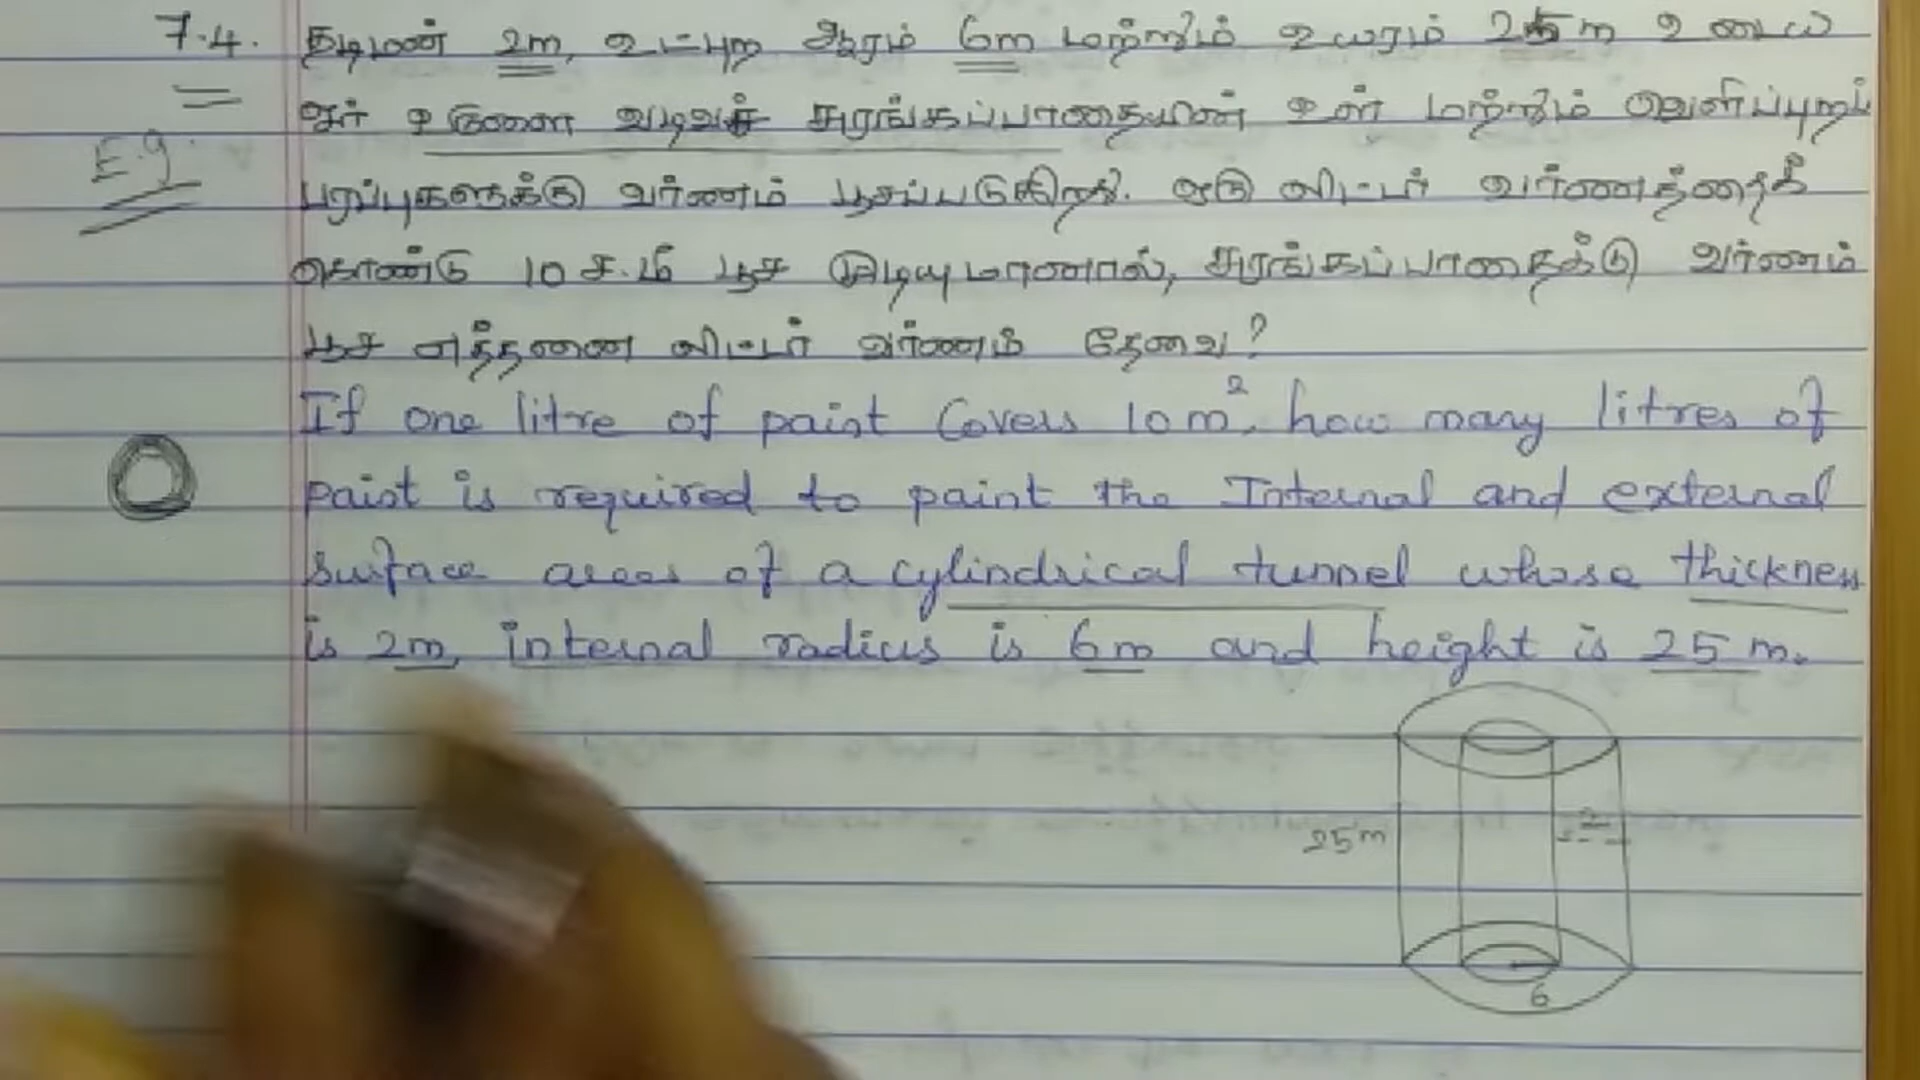 7.4. தடிமன் 2m, உட்புற ஆரம் 6m மற்றும் உயரம் 25m உடைய
ஓர் உருளை வடிவச் சுரங்கப்பாதையின் உள் மற்றும் வெளிப்புறப்
E.g. பரப்புகளுக்கு வர்ணம் பூசப்படுகிறது. ஒரு லிட்டர் வர்ணத்தைக்
கொண்டு 10 ச.மீ பூச முடியுமானால், சுரங்கப்பாதைக்கு வர்ணம்
பூச எத்தனை லிட்டர் வர்ணம் தேவை?
If one litre of paint Covers 10m², how many litres of
paint is required to paint the Internal and external
surface areas of a cylindrical tunnel whose thickness
is 2m, internal radius is 6m and height is 25 m.
25m 2
6